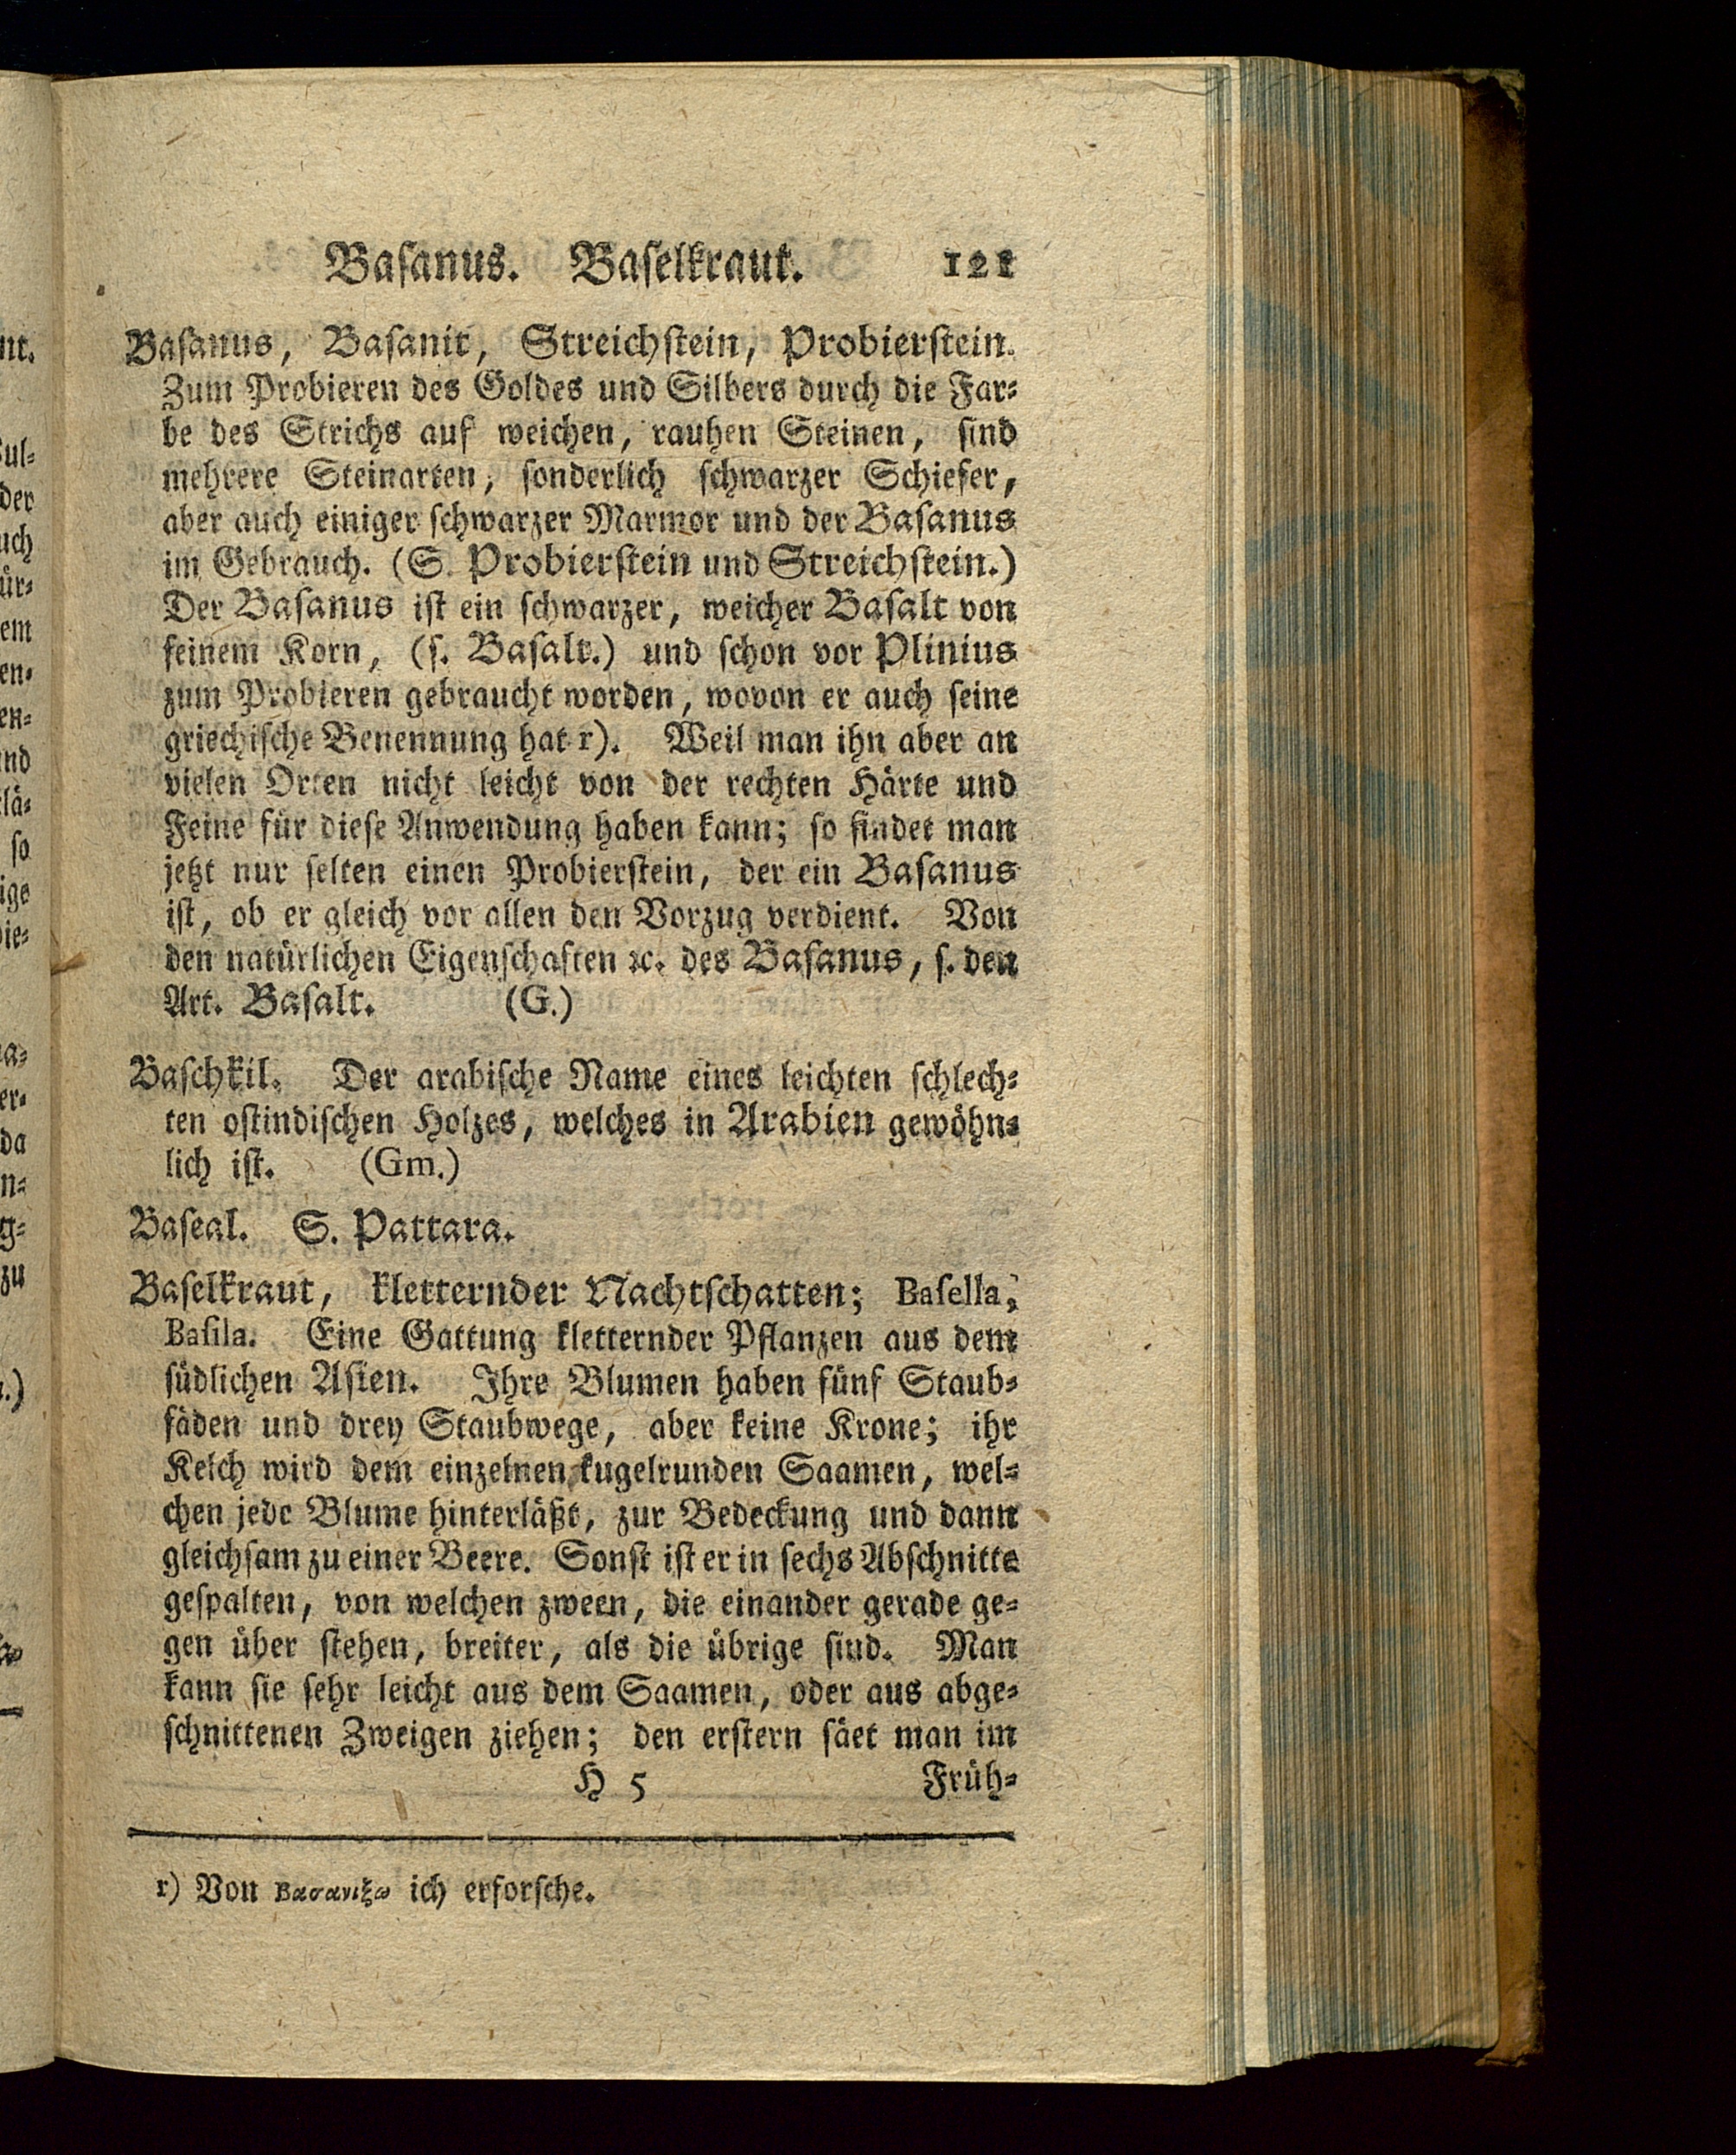 Basanus. Baselkraut. 121
Basanus, Basanit, Streichstein, Probierstein.
Zum Probieren des Goldes und Silbers durch die Far⸗
be des Strichs auf weichen, rauhen Steinen, sind
mehrere Steinarten, sonderlich schwarzer Schiefer,
aber auch einiger schwarzer Marmor und der Basanus
im Gebrauch. (S. Probierstein und Streichstein.)
Der Basanus ist ein schwarzer, weicher Basalt von
feinem Korn, (s. Basalt.) und schon vor Plinius
zum Probieren gebraucht worden, wovon er auch seine
griechische Benennung hat r). Weil man ihn aber an
vielen Orten nicht leicht von der rechten Härte und
Feine für diese Anwendung haben kann; so findet man
jetzt nur selten einen Probierstein, der ein Basanus
ist, ob er gleich vor allen den Vorzug verdient. Von
den natürlichen Eigenschaften ꝛc. des Basanus, s. den
Art. Basalt. (G.)
Baschkil. Der arabische Name eines leichten schlech⸗
ten ostindischen Holzes, welches in Arabien gewöhn⸗
lich ist. (Gm.)
Baseal. S. Pattara.
Baselkraut, kletternder Nachtschatten; Basella,
Basila. Eine Gattung kletternder Pflanzen aus dem
südlichen Asien. Ihre Blumen haben fünf Staub⸗
fäden und drey Staubwege, aber keine Krone; ihr
Kelch wird dem einzelnen kugelrunden Saamen, wel⸗
chen jede Blume hinterläßt, zur Bedeckung und dann
gleichsam zu einer Beere. Sonst ist er in sechs Abschnitte
gespalten, von welchen zween, die einander gerade ge⸗
gen über stehen, breiter, als die übrige sind. Man
kann sie sehr leicht aus dem Saamen, oder aus abge⸗
schnittenen Zweigen ziehen; den erstern säet man im
H 5 Früh⸗
r) Von Βασανιξω ich erforsche.